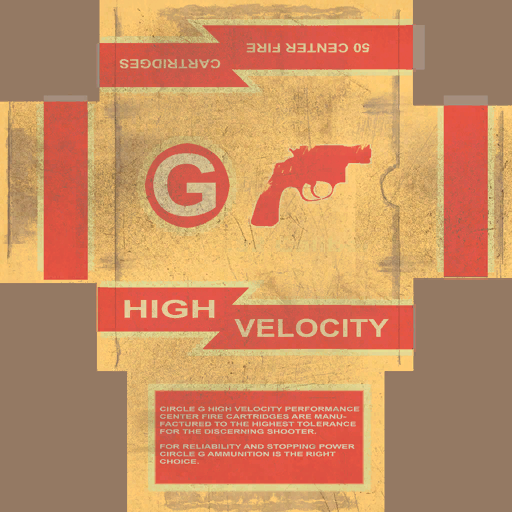 50 CENTER FIRE
CARTRIDGES
G
HIGH
VELOCITY
CIRCLE G HIGH VELOCITY PERFORMANCE
CENTER FIRE CARTRIDGES ARE MANU-
FACTURED TO THE HIGHEST TOLERANCE
FOR THE DISCERNING SHOOTER.
FOR RELIABILITY AND STOPPING POWER
CIRCLE G AMMUNITION IS THE RIGHT
CHOICE.